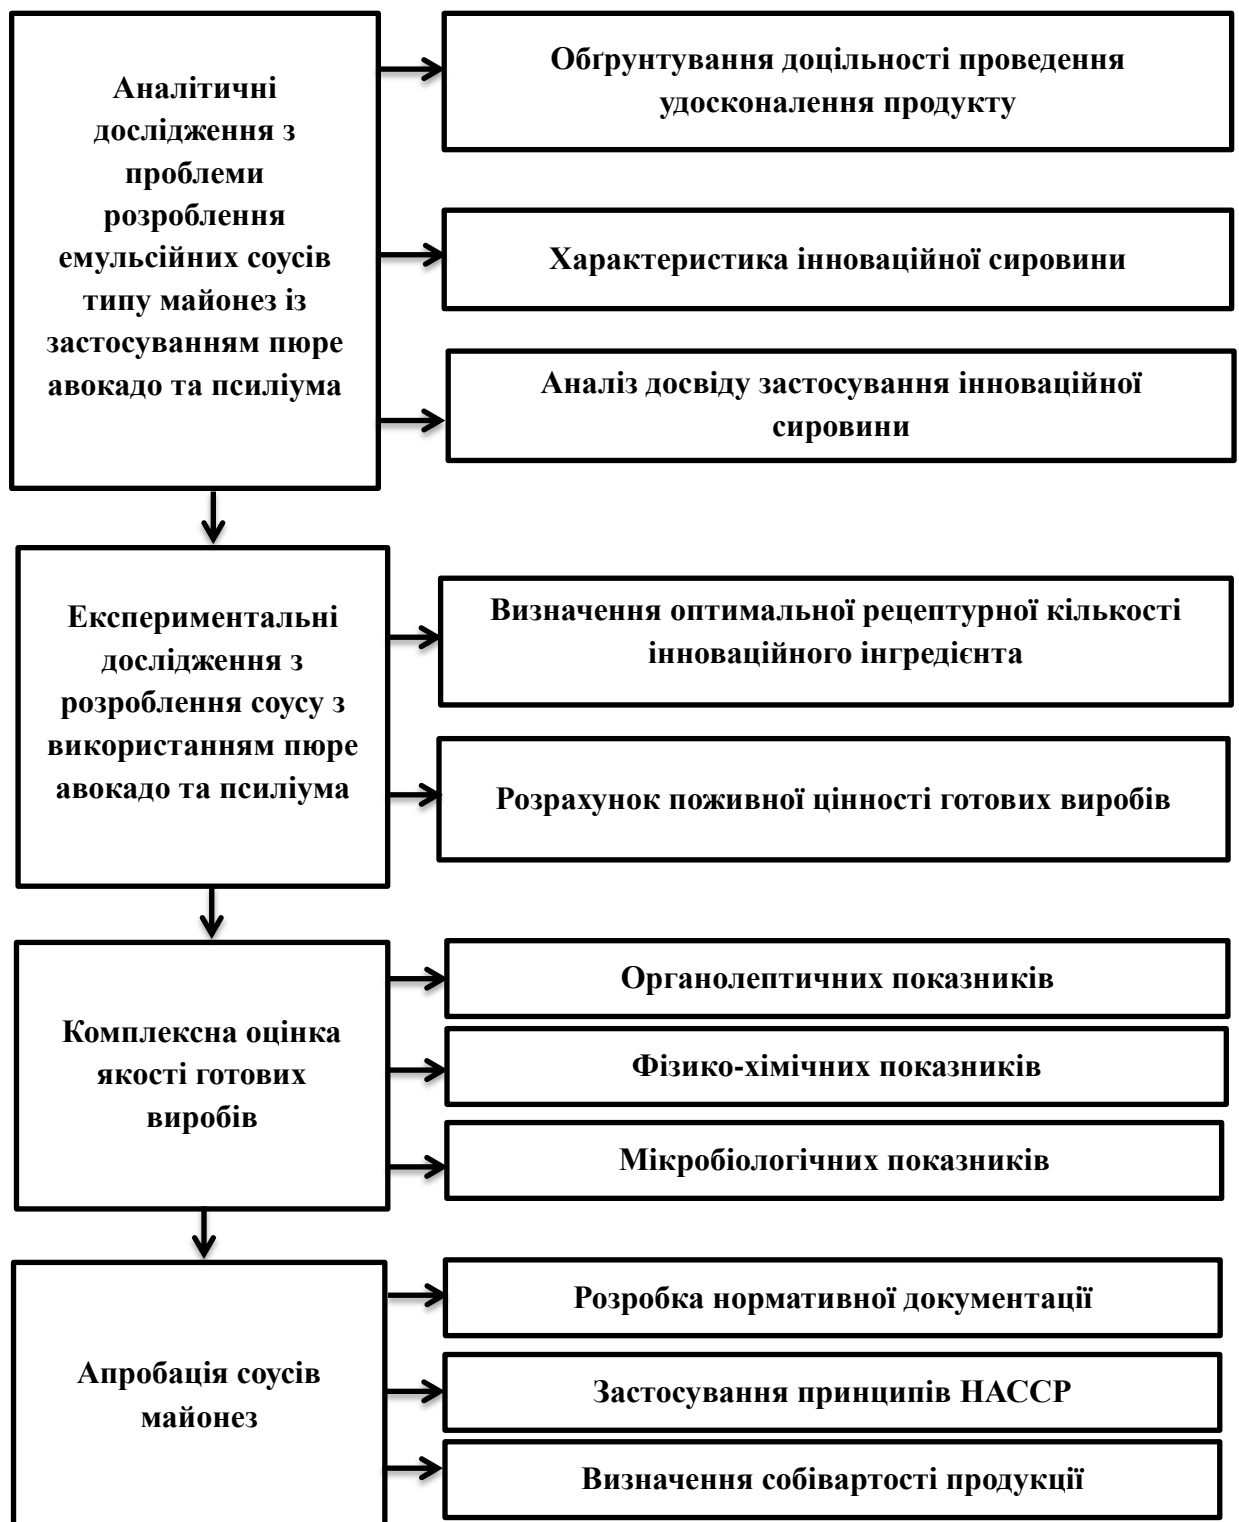 Аналітичні
дослідження з
проблеми
розроблення
емульсійних соусів
типу майонез із
застосуванням пюре
авокадо та псиліума
Обґрунтування доцільності проведення
удосконалення продукту
Характеристика інноваційної сировини
Аналіз досвіду застосування інноваційної
сировини
Експериментальні
дослідження з
розроблення соусу з
використанням пюре
авокадо та псиліума
Визначення оптимальної рецептурної кількості
інноваційного інгредієнта
Розрахунок поживної цінності готових виробів
Комплексна оцінка
якості готових
виробів
Органолептичних показників
Фізико-хімічних показників
Мікробіологічних показників
Апробація соусів
майонез
Розробка нормативної документації
Застосування принципів НАССР
Визначення собівартості продукції